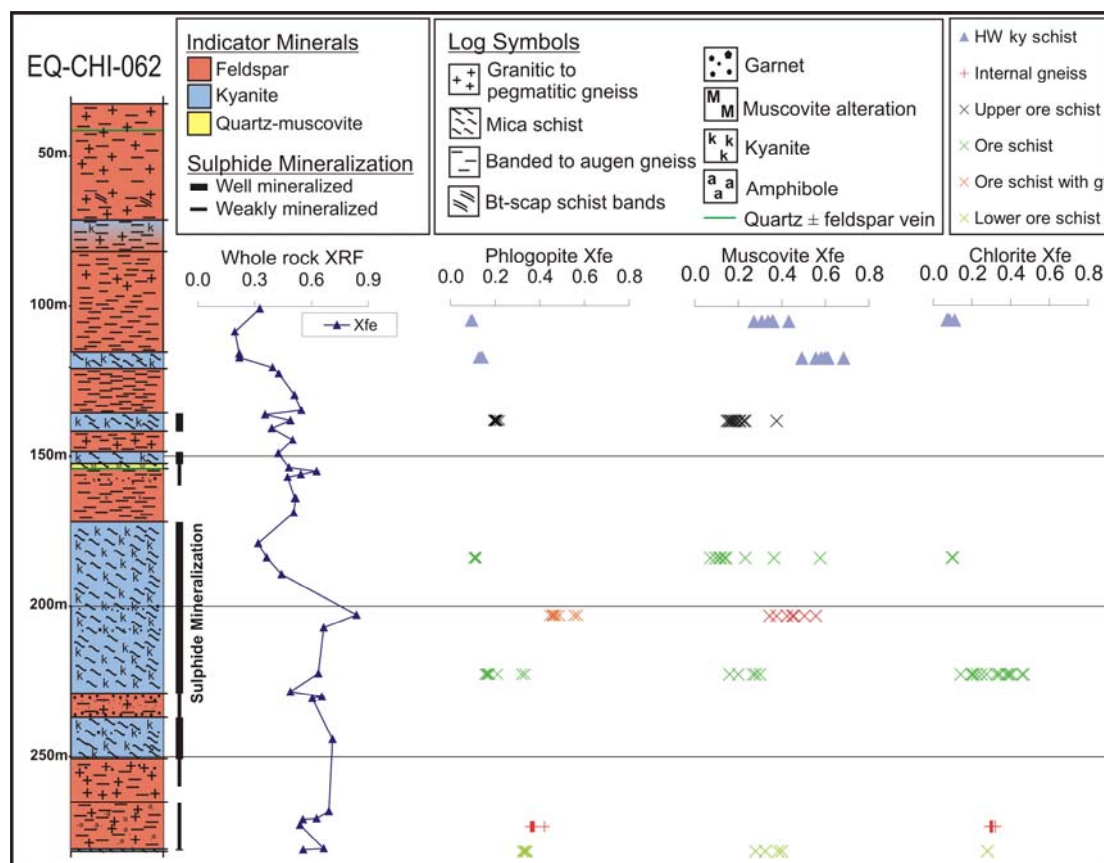 EQ-CHI-062
Indicator Minerals
Feldspar
Kyanite
Quartz-muscovite
Sulphide Mineralization
Well mineralized
Weakly mineralized
Log Symbols
Granitic to
pegmatitic gneiss
Mica schist
Banded to augen gneiss
Bt-scap schist bands
Garnet
M M Muscovite alteration
k k k Kyanite
a a a Amphibole
Quartz ± feldspar vein
HW ky schist
Internal gneiss
Upper ore schist
Ore schist
Ore schist with g
Lower ore schist
Whole rock XRF
0.0 0.3 0.6 0.9
Xfe
Phlogopite Xfe
0.0 0.2 0.4 0.6 0.8
Muscovite Xfe
0.0 0.2 0.4 0.6 0.8
Chlorite Xfe
0.0 0.2 0.4 0.6 0.8
50m
100m
150m
200m
250m
Sulphide Mineralization